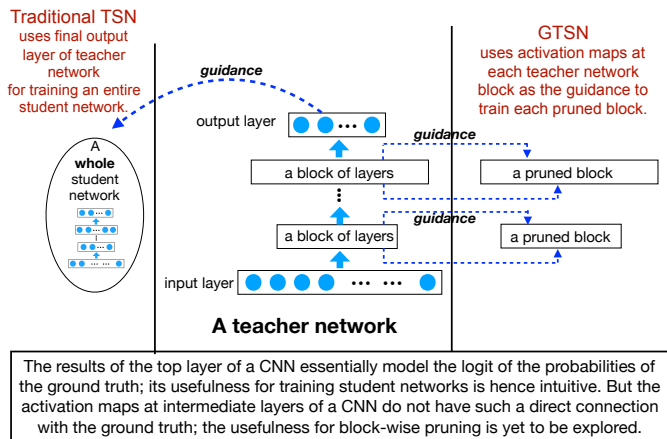 Traditional TSN
uses final output
layer of teacher
network
for training an entire
student network.
guidance
A
whole
student
network
output layer
a block of layers
a block of layers
input layer
A teacher network
GTSN
uses activation maps at
each teacher network
block as the guidance to
train each pruned block.
guidance
a pruned block
guidance
a pruned block
The results of the top layer of a CNN essentially model the logit of the probabilities of
the ground truth; its usefulness for training student networks is hence intuitive. But the
activation maps at intermediate layers of a CNN do not have such a direct connection
with the ground truth; the usefulness for block-wise pruning is yet to be explored.